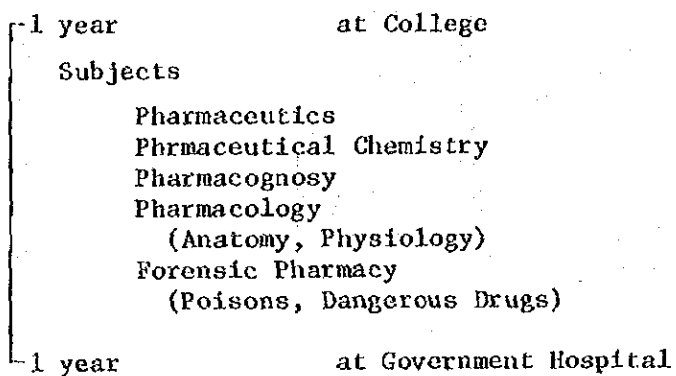 1 year at College
Subjects
Pharmaceutics
Phrmaceutical Chemistry
Pharmacognosy
Pharmacology
(Anatomy, Physiology)
Forensic Pharmacy
(Poisons, Dangerous Drugs)
1 year at Government Hospital